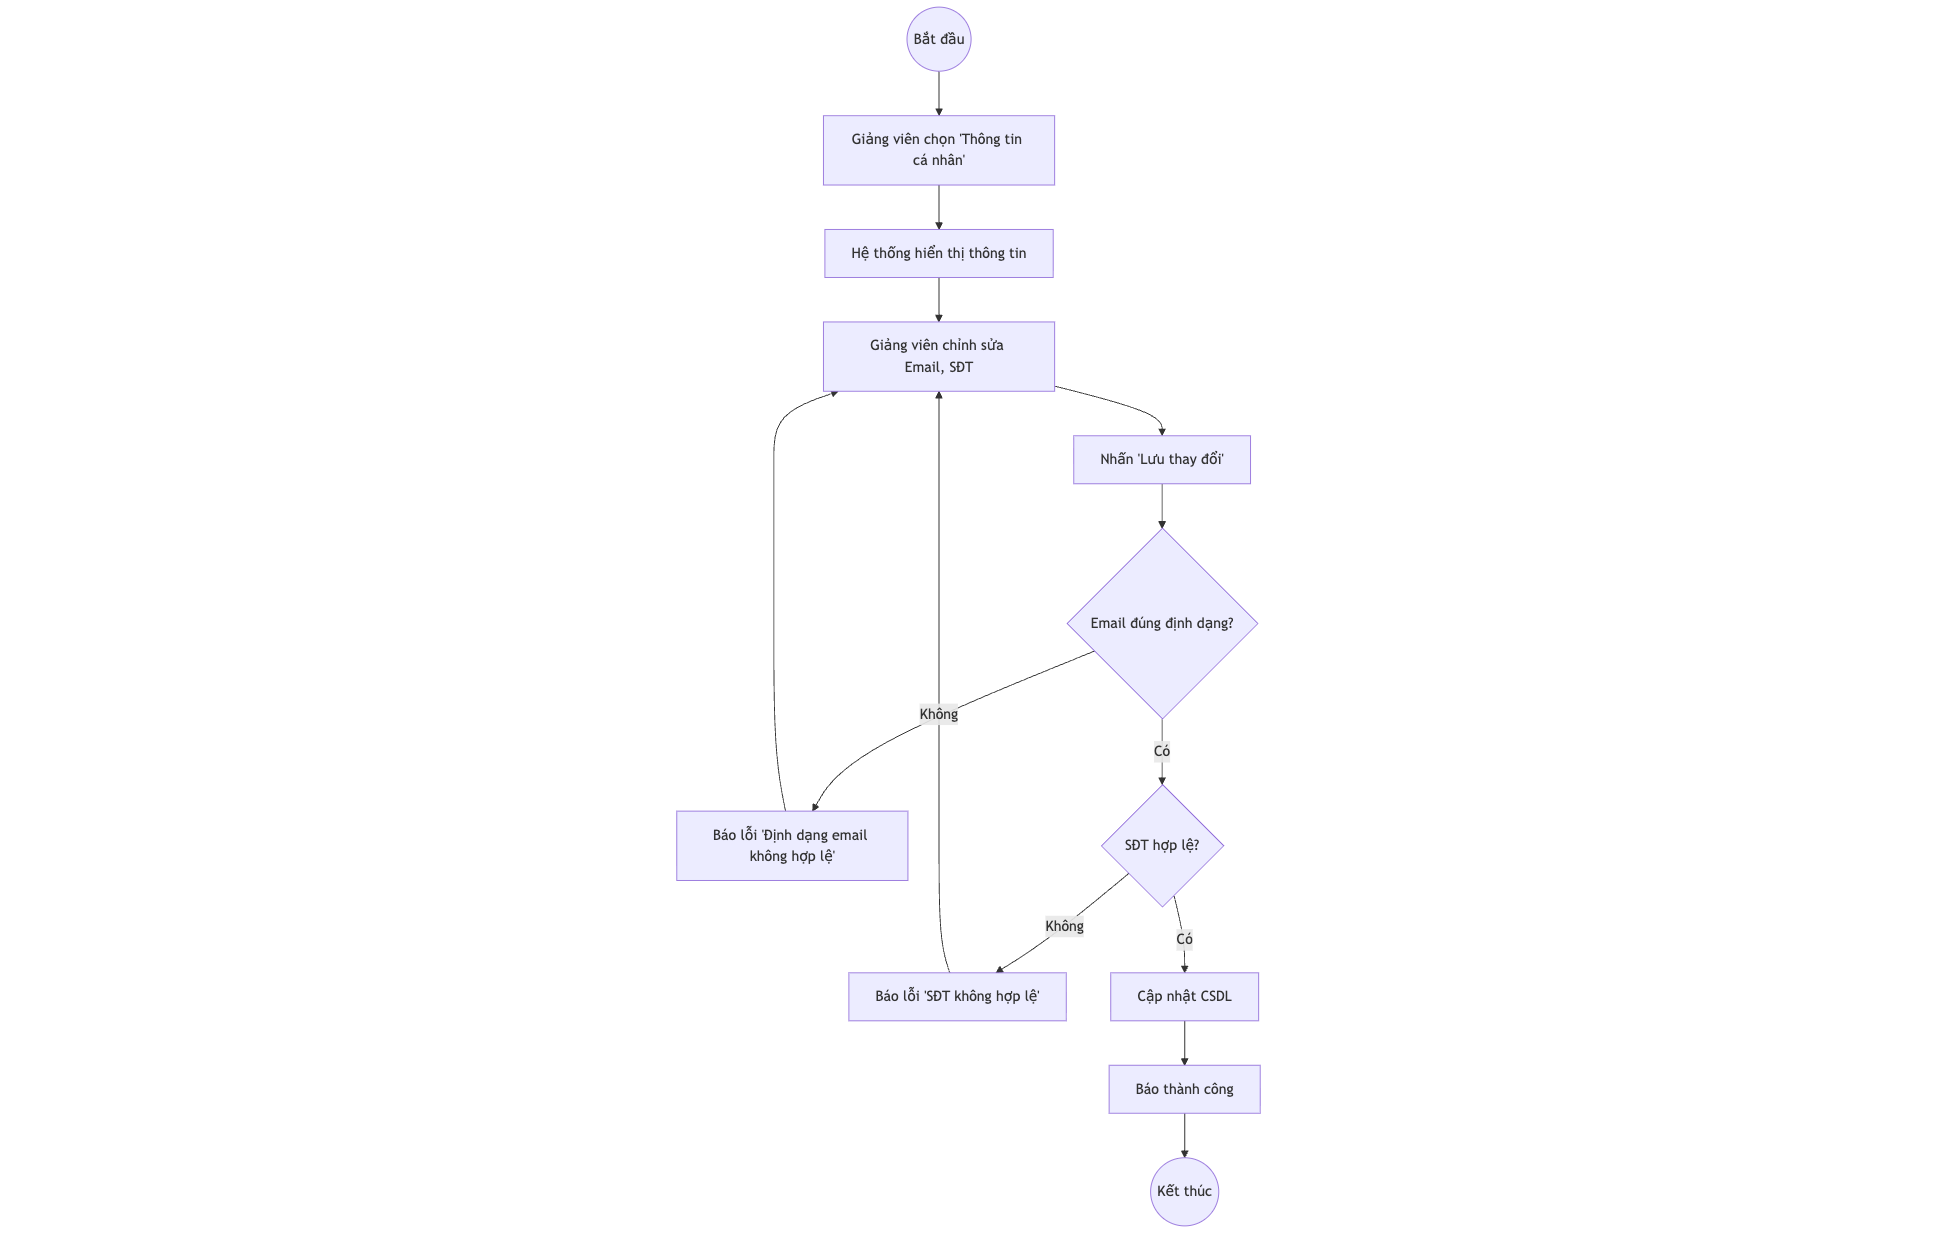 Bắt đầu
Giảng viên chọn 'Thông tin
cá nhân'
Hệ thống hiển thị thông tin
Giảng viên chỉnh sửa
Email, SĐT
Nhấn 'Lưu thay đổi'
Email đúng định dạng?
Không
Có
Báo lỗi 'Định dạng email
không hợp lệ'
SĐT hợp lệ?
Không
Có
Báo lỗi 'SĐT không hợp lệ'
Cập nhật CSDL
Báo thành công
Kết thúc